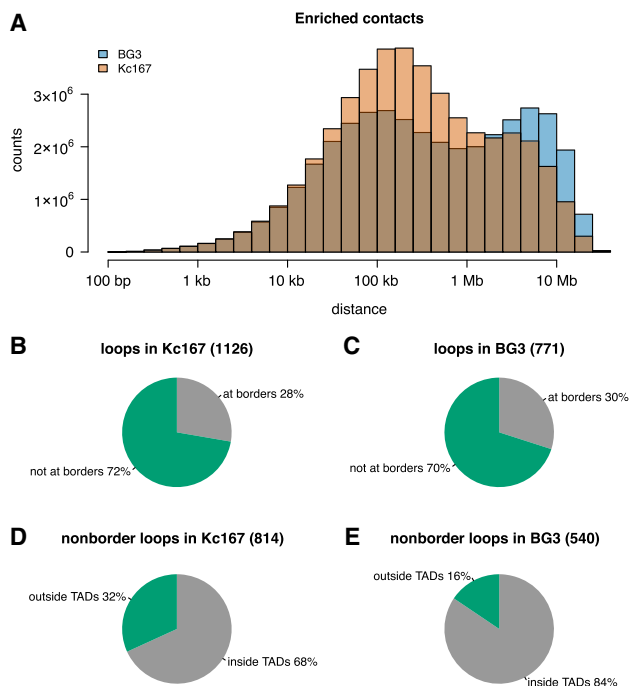 A
Enriched contacts
BG3
Kc167
counts
3×10⁶
2×10⁶
1×10⁶
0
100 bp 1 kb 10 kb 100 kb 1 Mb 10 Mb
distance
B
loops in Kc167 (1126)
at borders 28%
not at borders 72%
C
loops in BG3 (771)
at borders 30%
not at borders 70%
D
nonborder loops in Kc167 (814)
outside TADs 32%
inside TADs 68%
E
nonborder loops in BG3 (540)
outside TADs 16%
inside TADs 84%